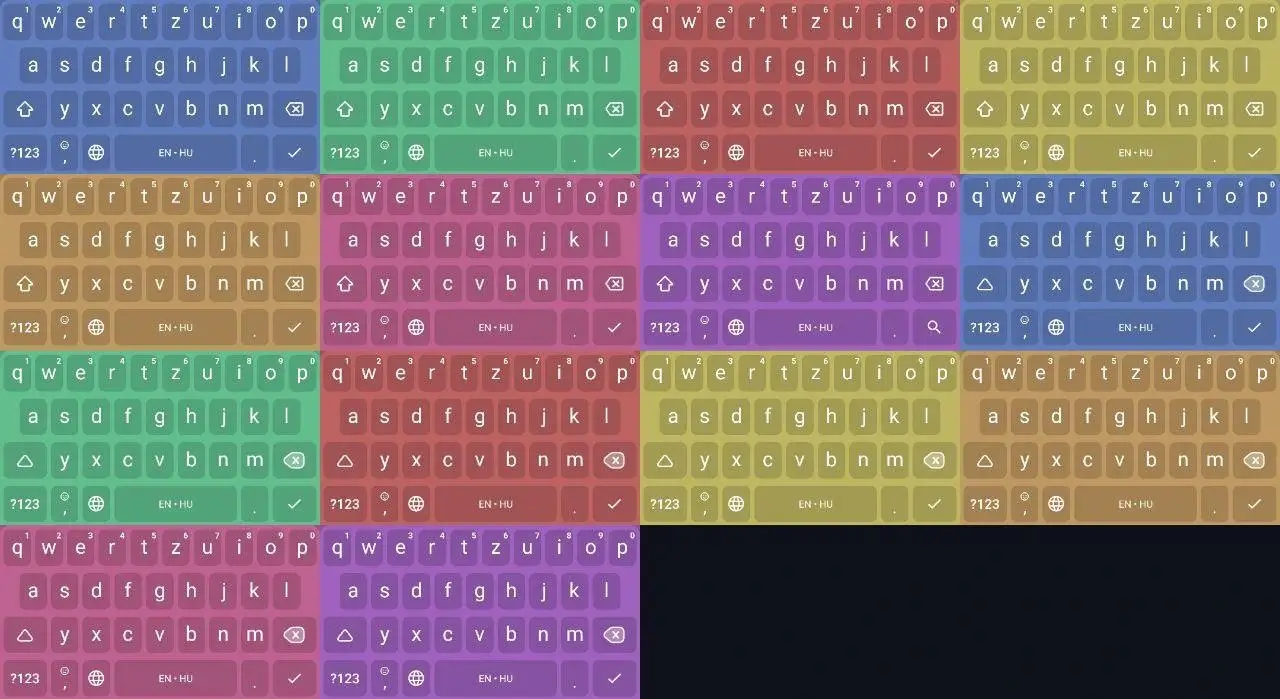 q1 w2 e3 r4 t5 z6 u7 i8 o9 p0
a s d f g h j k l
y x c v b n m
?123 , EN • HU .
q1 w2 e3 r4 t5 z6 u7 i8 o9 p0
a s d f g h j k l
y x c v b n m
?123 , EN • HU .
q1 w2 e3 r4 t5 z6 u7 i8 o9 p0
a s d f g h j k l
y x c v b n m
?123 , EN • HU .
q1 w2 e3 r4 t5 z6 u7 i8 o9 p0
a s d f g h j k l
y x c v b n m
?123 , EN • HU .
q1 w2 e3 r4 t5 z6 u7 i8 o9 p0
a s d f g h j k l
y x c v b n m
?123 , EN • HU .
q1 w2 e3 r4 t5 z6 u7 i8 o9 p0
a s d f g h j k l
y x c v b n m
?123 , EN • HU .
q1 w2 e3 r4 t5 z6 u7 i8 o9 p0
a s d f g h j k l
y x c v b n m
?123 , EN • HU .
q1 w2 e3 r4 t5 z6 u7 i8 o9 p0
a s d f g h j k l
y x c v b n m
?123 , EN • HU .
q1 w2 e3 r4 t5 z6 u7 i8 o9 p0
a s d f g h j k l
y x c v b n m
?123 , EN • HU .
q1 w2 e3 r4 t5 z6 u7 i8 o9 p0
a s d f g h j k l
y x c v b n m
?123 , EN • HU .
q1 w2 e3 r4 t5 z6 u7 i8 o9 p0
a s d f g h j k l
y x c v b n m
?123 , EN • HU .
q1 w2 e3 r4 t5 z6 u7 i8 o9 p0
a s d f g h j k l
y x c v b n m
?123 , EN • HU .
q1 w2 e3 r4 t5 z6 u7 i8 o9 p0
a s d f g h j k l
y x c v b n m
?123 , EN • HU .
q1 w2 e3 r4 t5 z6 u7 i8 o9 p0
a s d f g h j k l
y x c v b n m
?123 , EN • HU .